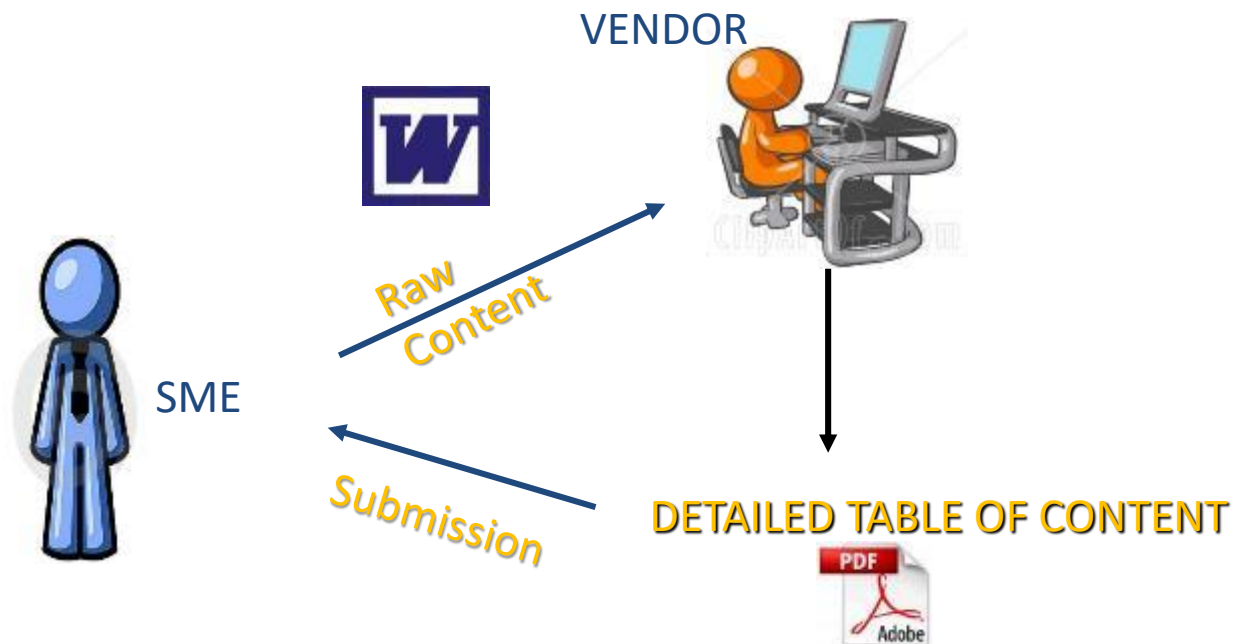 VENDOR
W
Raw
Content
SME
Submission
DETAILED TABLE OF CONTENT
PDF
Adobe